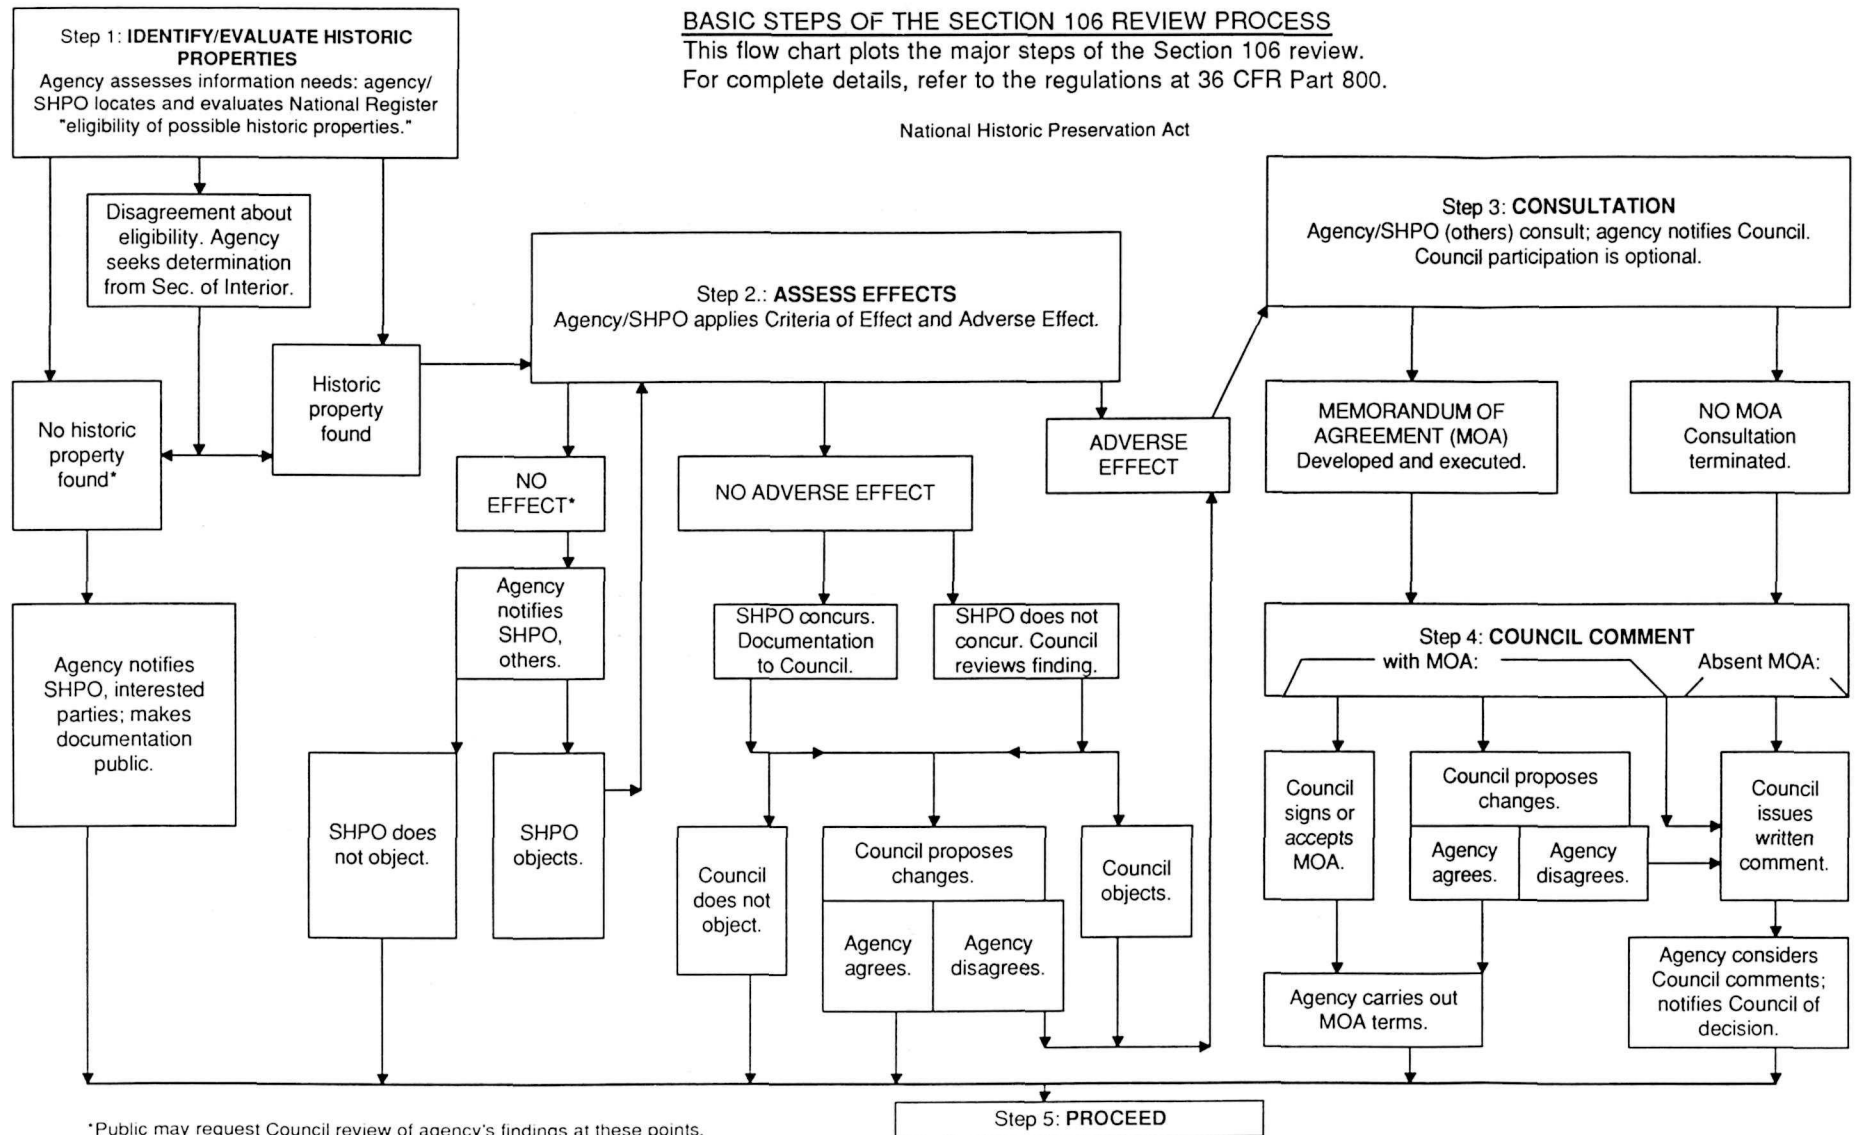 BASIC STEPS OF THE SECTION 106 REVIEW PROCESS
This flow chart plots the major steps of the Section 106 review.
For complete details, refer to the regulations at 36 CFR Part 800.
National Historic Preservation Act
Step 1: IDENTIFY/EVALUATE HISTORIC
PROPERTIES
Agency assesses information needs: agency/
SHPO locates and evaluates National Register
"eligibility of possible historic properties."
Disagreement about
eligibility. Agency
seeks determination
from Sec. of Interior.
No historic
property
found*
Historic
property
found
Agency notifies
SHPO, interested
parties; makes
documentation
public.
Step 2.: ASSESS EFFECTS
Agency/SHPO applies Criteria of Effect and Adverse Effect.
NO
EFFECT*
Agency
notifies
SHPO,
others.
SHPO does
not object.
SHPO
objects.
NO ADVERSE EFFECT
SHPO concurs.
Documentation
to Council.
SHPO does not
concur. Council
reviews finding.
Council
does not
object.
Council proposes
changes.
Agency
agrees.
Agency
disagrees.
Council
objects.
ADVERSE
EFFECT
Step 3: CONSULTATION
Agency/SHPO (others) consult; agency notifies Council.
Council participation is optional.
MEMORANDUM OF
AGREEMENT (MOA)
Developed and executed.
NO MOA
Consultation
terminated.
Step 4: COUNCIL COMMENT
with MOA:
Absent MOA:
Council
signs or
accepts
MOA.
Council proposes
changes.
Agency
agrees.
Agency
disagrees.
Council
issues
written
comment.
Agency carries out
MOA terms.
Agency considers
Council comments;
notifies Council of
decision.
Step 5: PROCEED
*Public may request Council review of agency's findings at these points.